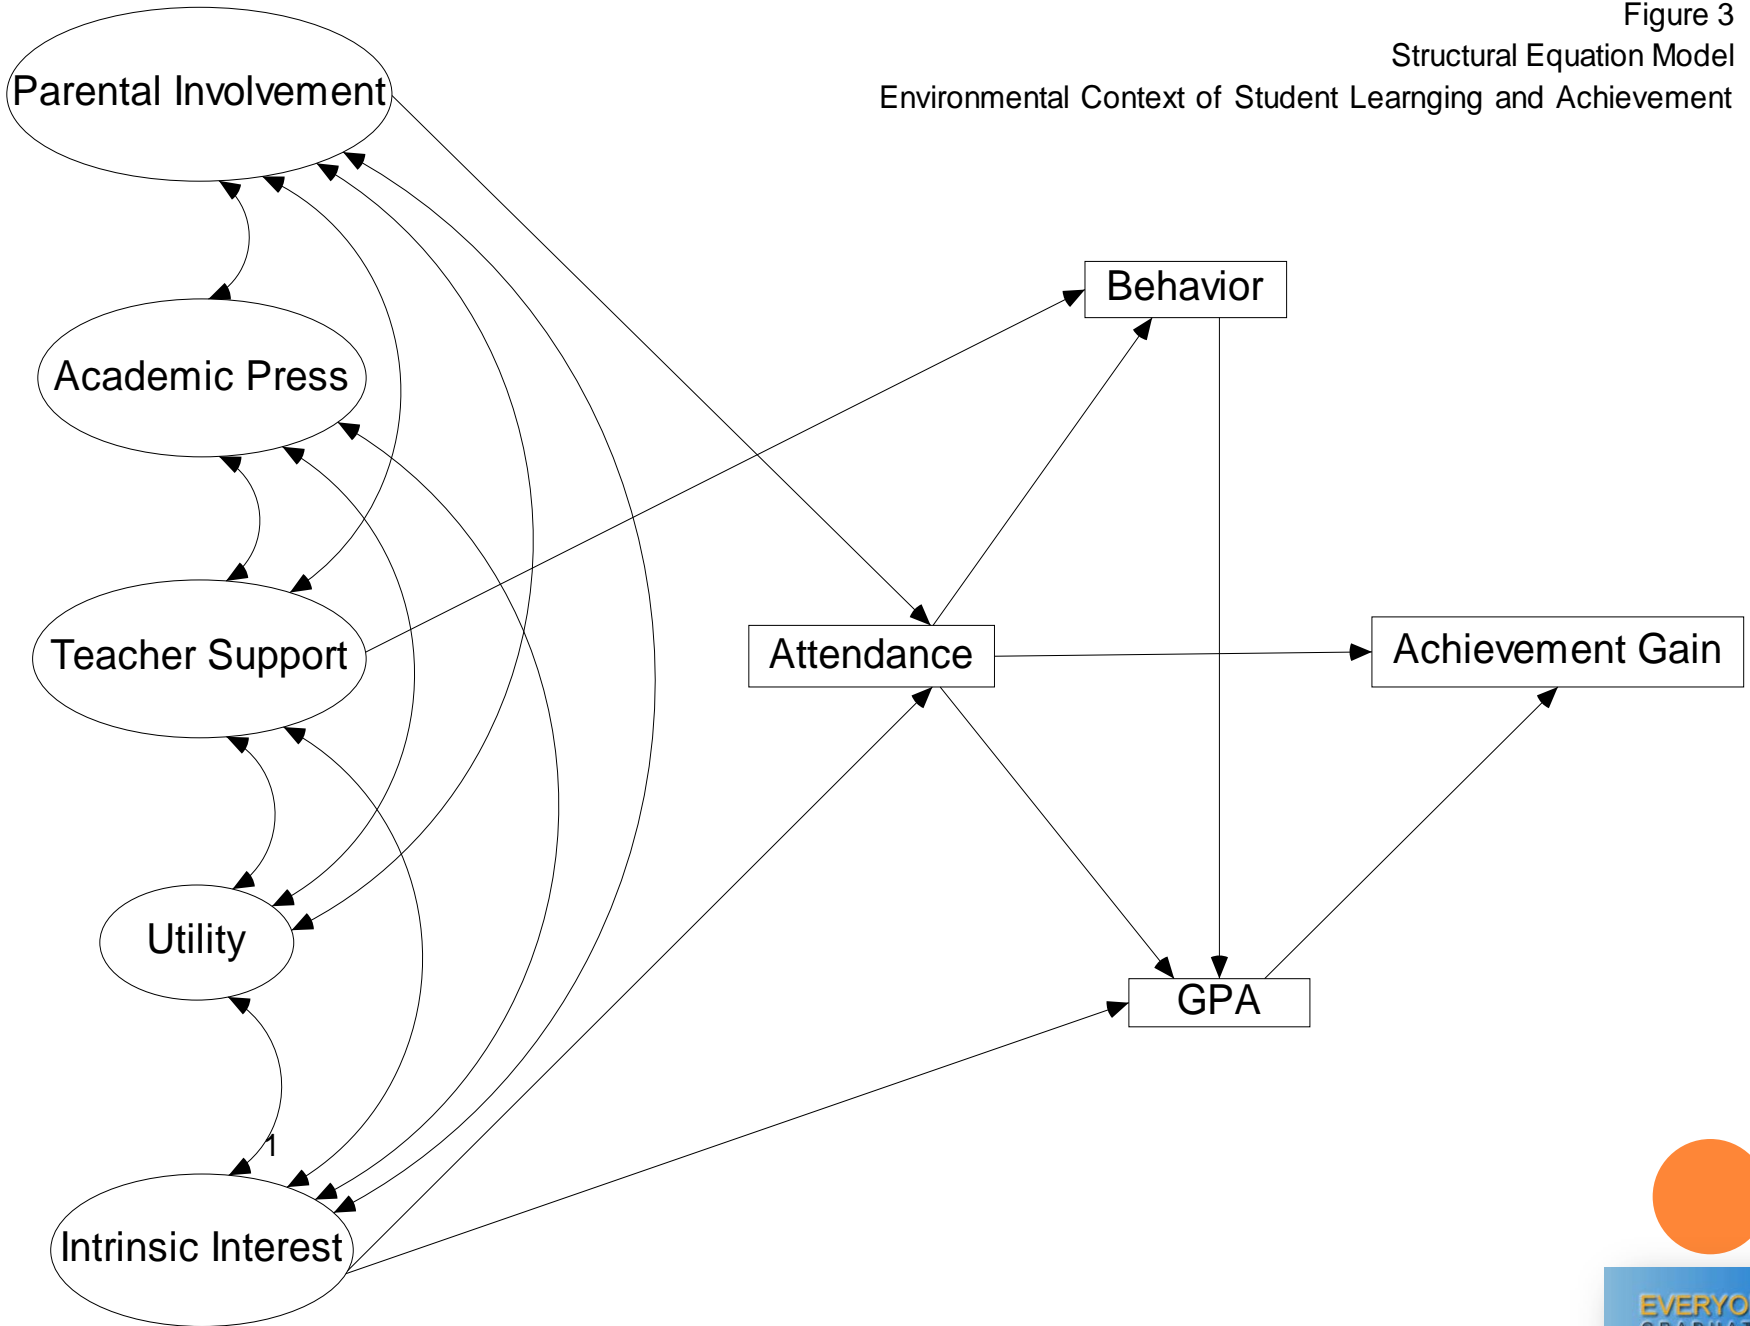 Figure 3
Structural Equation Model
Environmental Context of Student Learnging and Achievement
Parental Involvement
Behavior
Academic Press
Teacher Support
Attendance
Achievement Gain
Utility
GPA
1
Intrinsic Interest